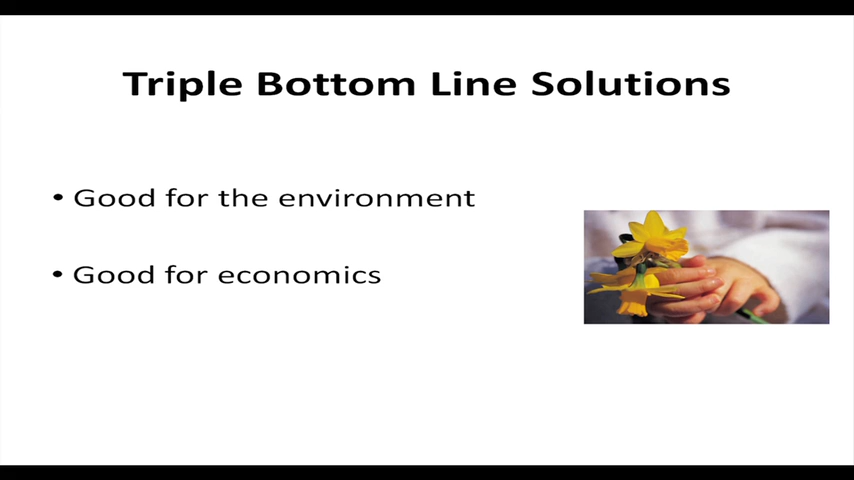 Triple Bottom Line Solutions
• Good for the environment
• Good for economics